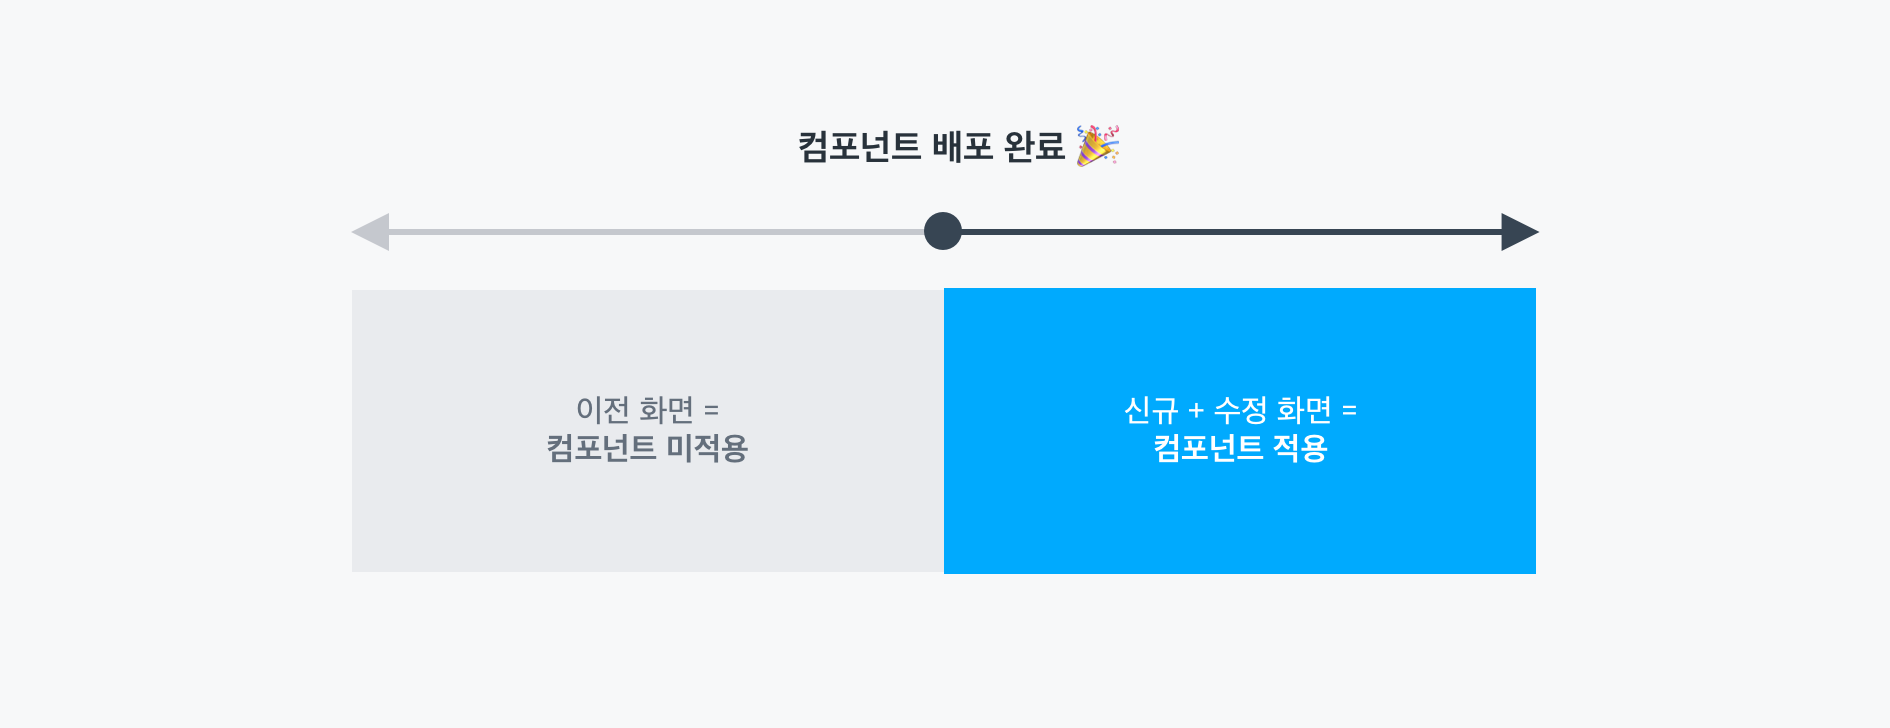 컴포넌트 배포 완료 🎉
이전 화면 =
컴포넌트 미적용
신규 + 수정 화면 =
컴포넌트 적용